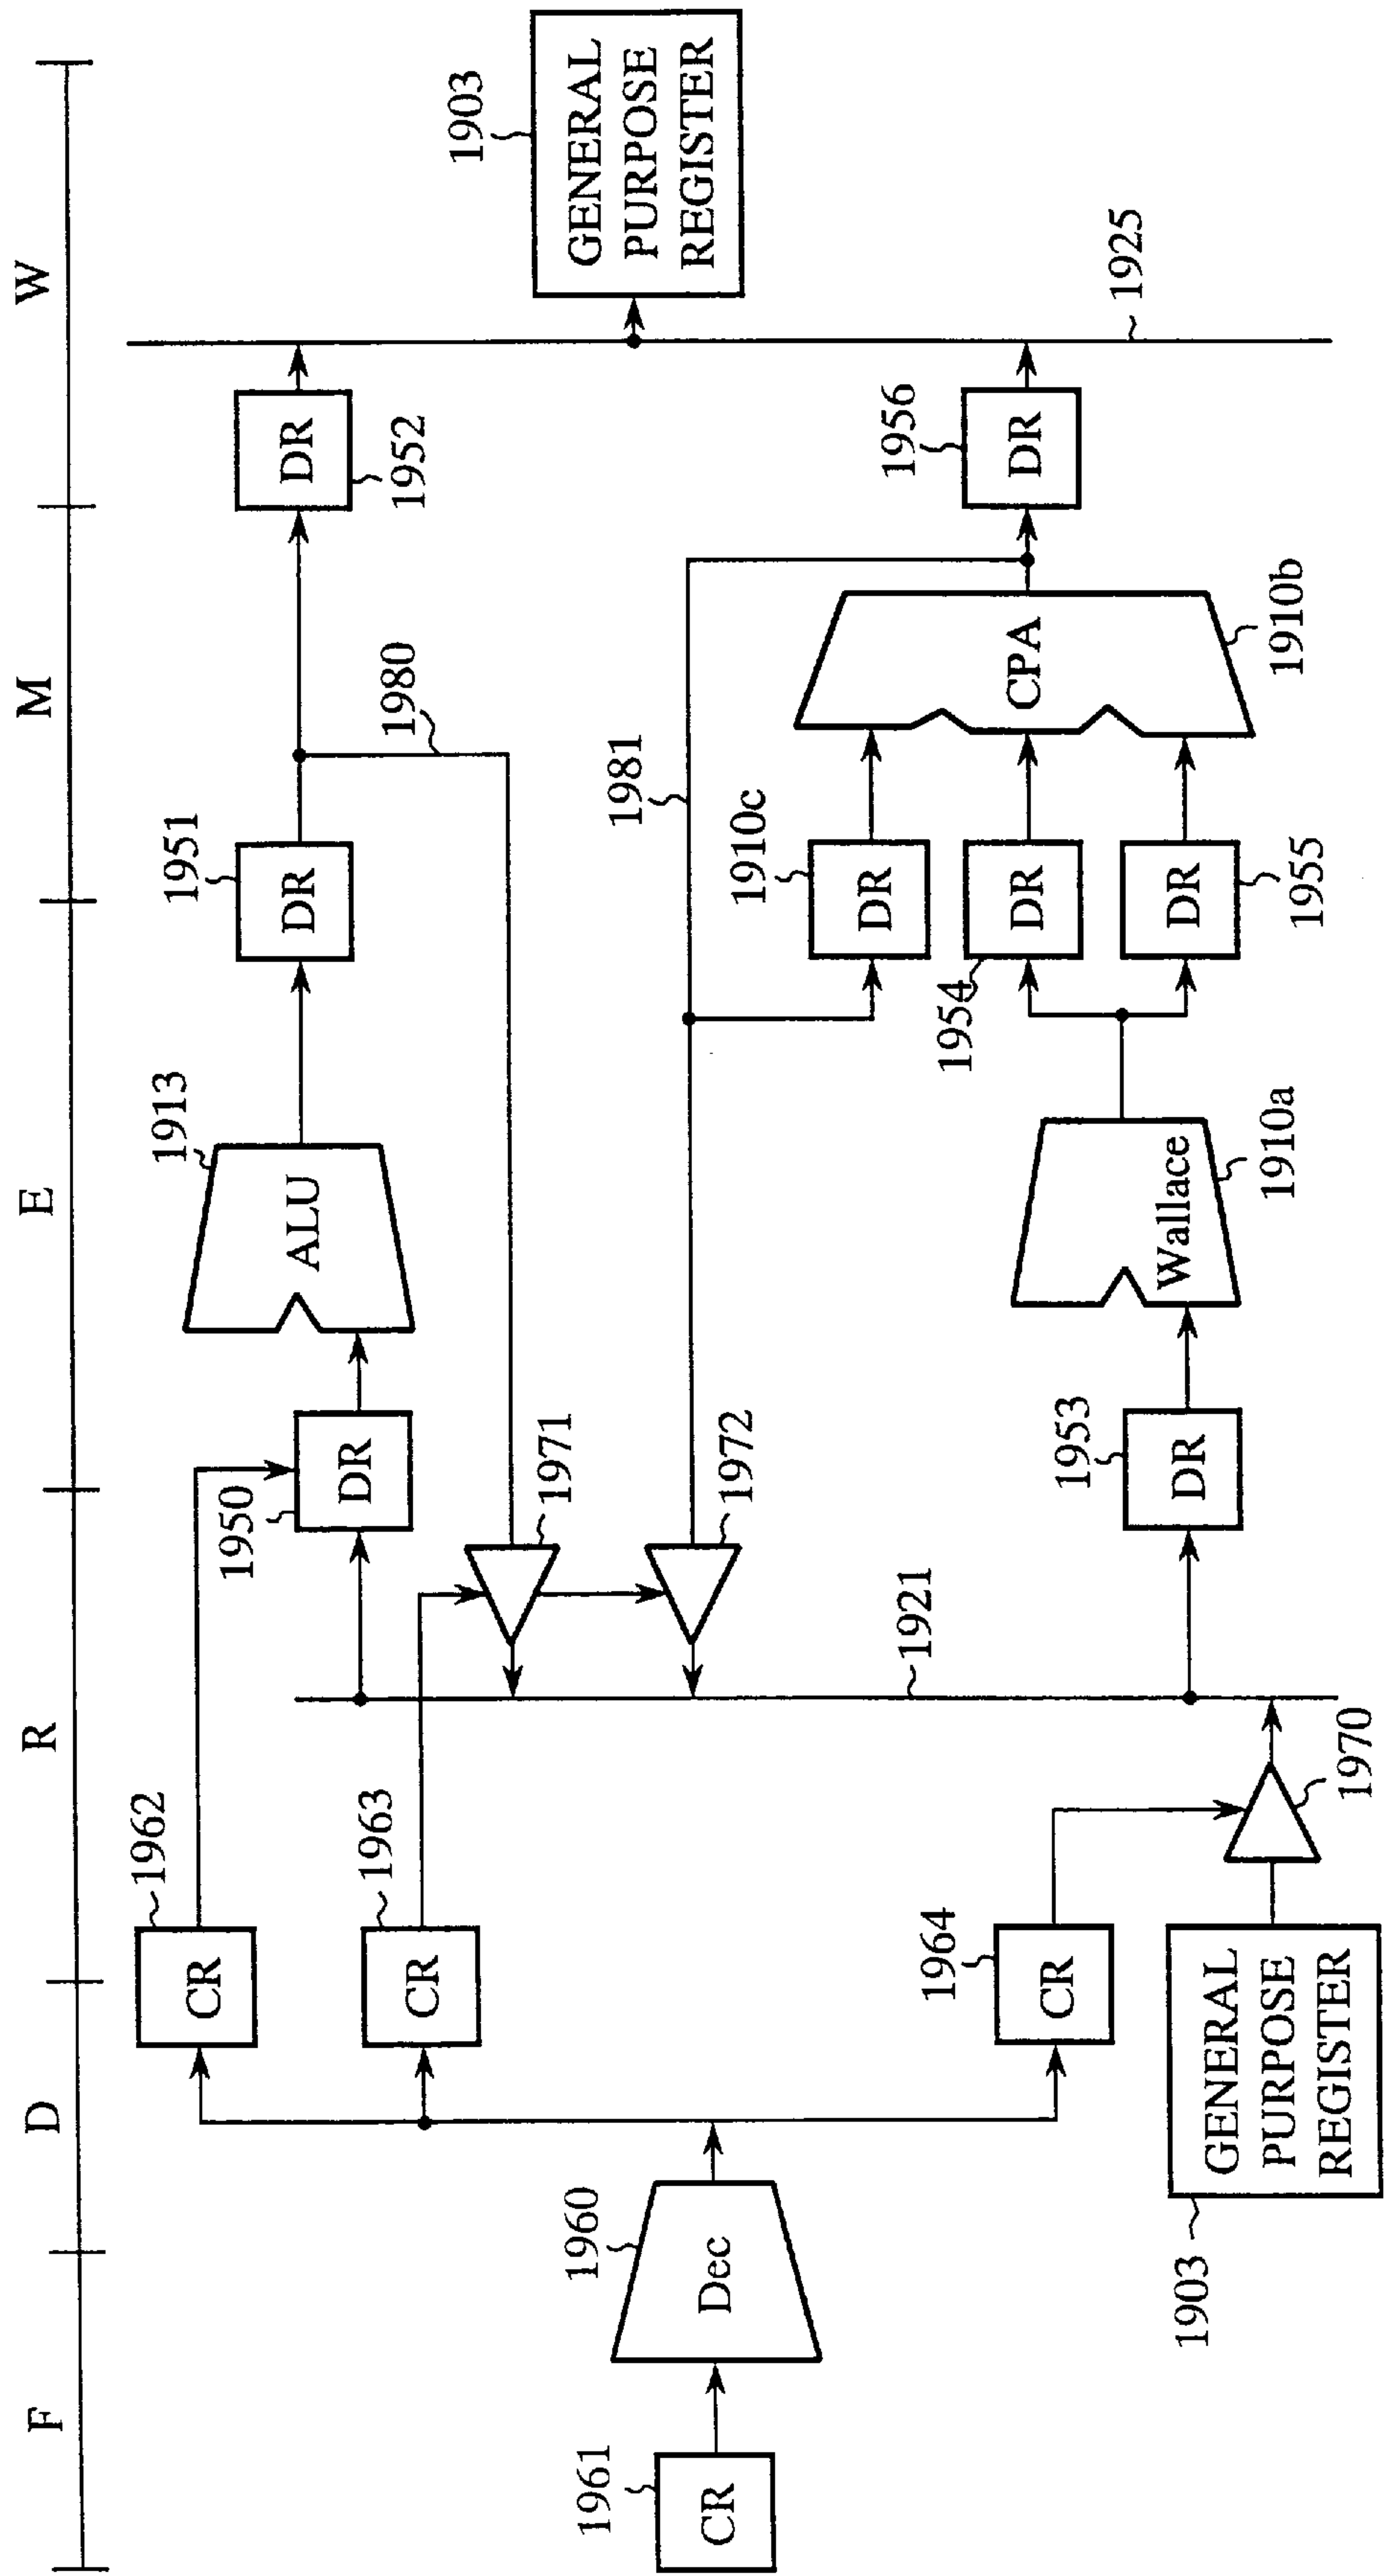 F
D
R
E
M
W
1961
CR
1960
Dec
1962
CR
1963
CR
1964
CR
1903
GENERAL
PURPOSE
REGISTER
1970
1921
1950
DR
1971
1972
1953
DR
1913
ALU
Wallace
1910a
1951
DR
1980
1981
1910c
DR
1954
DR
1955
DR
CPA
1910b
1952
DR
1956
DR
1925
1903
GENERAL
PURPOSE
REGISTER